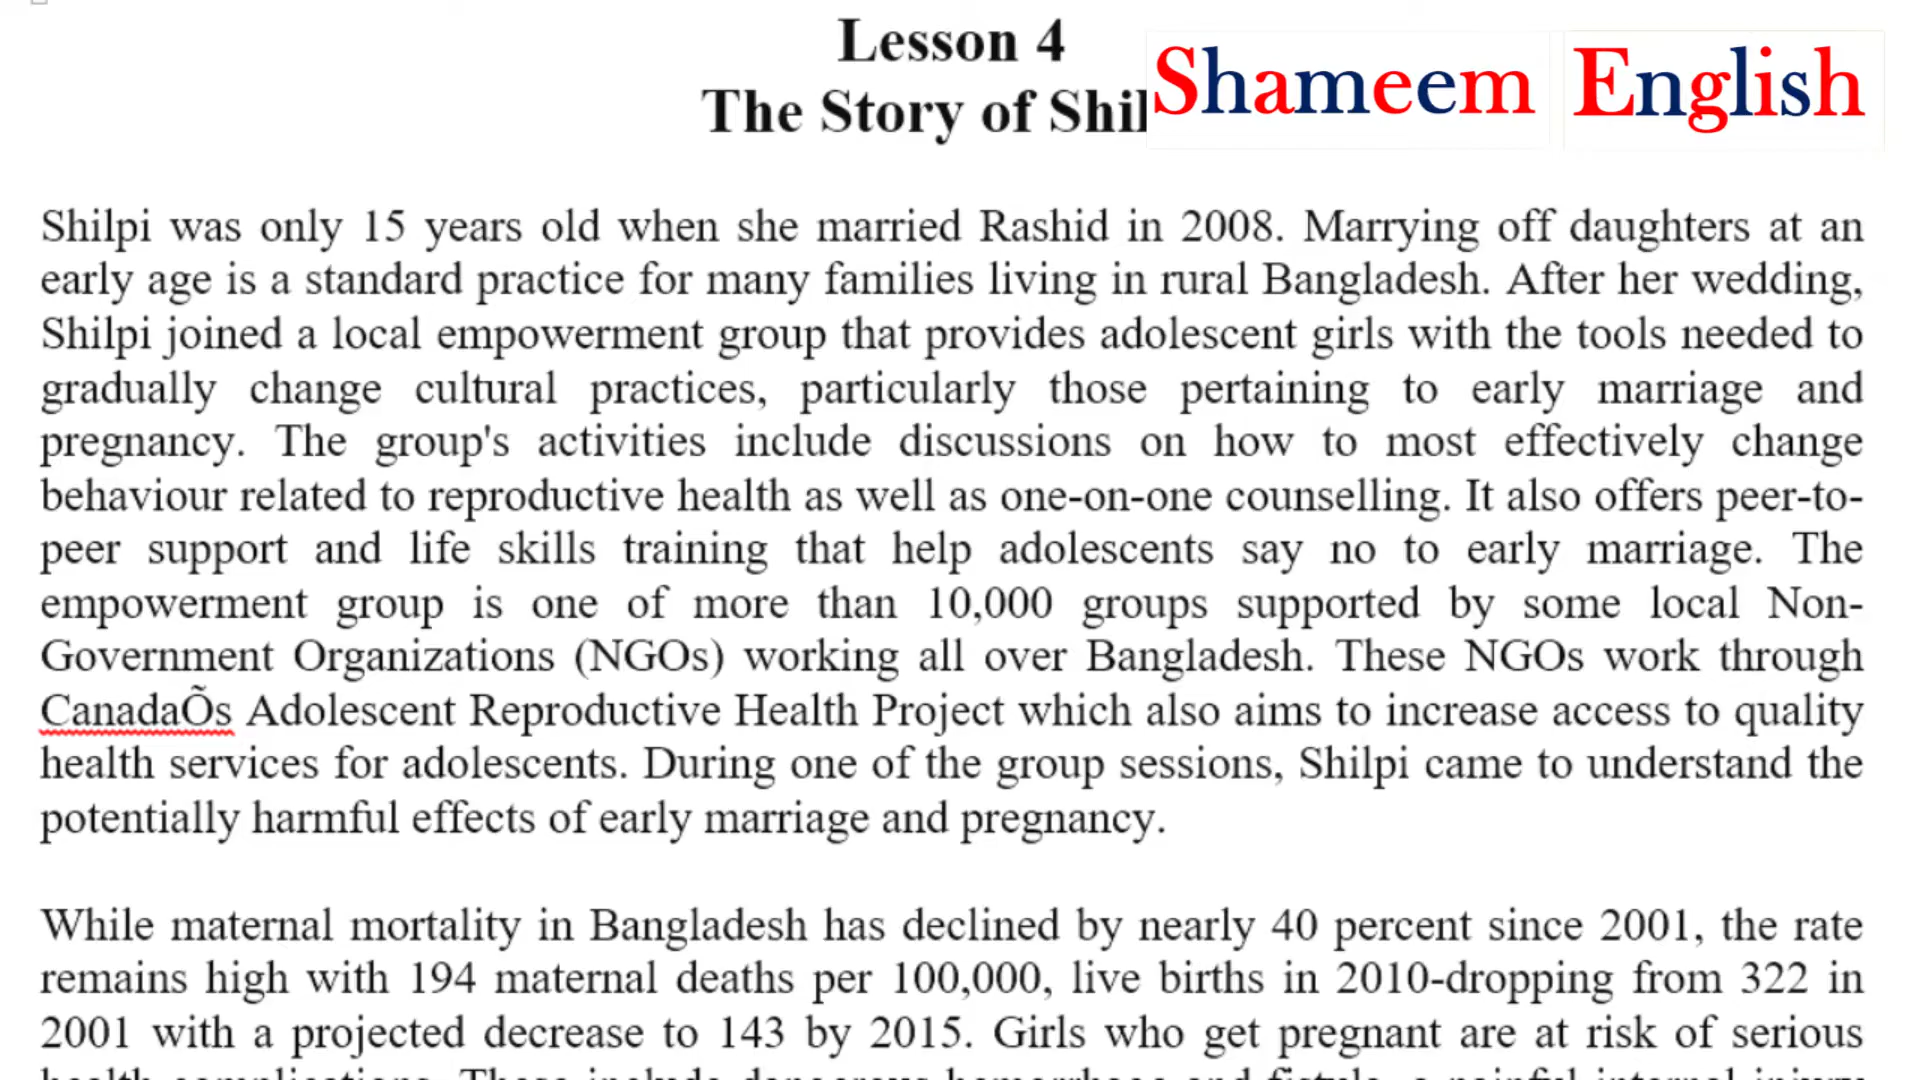 Lesson 4
The Story of Shil
Shameem English
Shilpi was only 15 years old when she married Rashid in 2008. Marrying off daughters at an
early age is a standard practice for many families living in rural Bangladesh. After her wedding,
Shilpi joined a local empowerment group that provides adolescent girls with the tools needed to
gradually change cultural practices, particularly those pertaining to early marriage and
pregnancy. The group's activities include discussions on how to most effectively change
behaviour related to reproductive health as well as one-on-one counselling. It also offers peer-to-
peer support and life skills training that help adolescents say no to early marriage. The
empowerment group is one of more than 10,000 groups supported by some local Non-
Government Organizations (NGOs) working all over Bangladesh. These NGOs work through
CanadaÕs Adolescent Reproductive Health Project which also aims to increase access to quality
health services for adolescents. During one of the group sessions, Shilpi came to understand the
potentially harmful effects of early marriage and pregnancy.
While maternal mortality in Bangladesh has declined by nearly 40 percent since 2001, the rate
remains high with 194 maternal deaths per 100,000, live births in 2010-dropping from 322 in
2001 with a projected decrease to 143 by 2015. Girls who get pregnant are at risk of serious